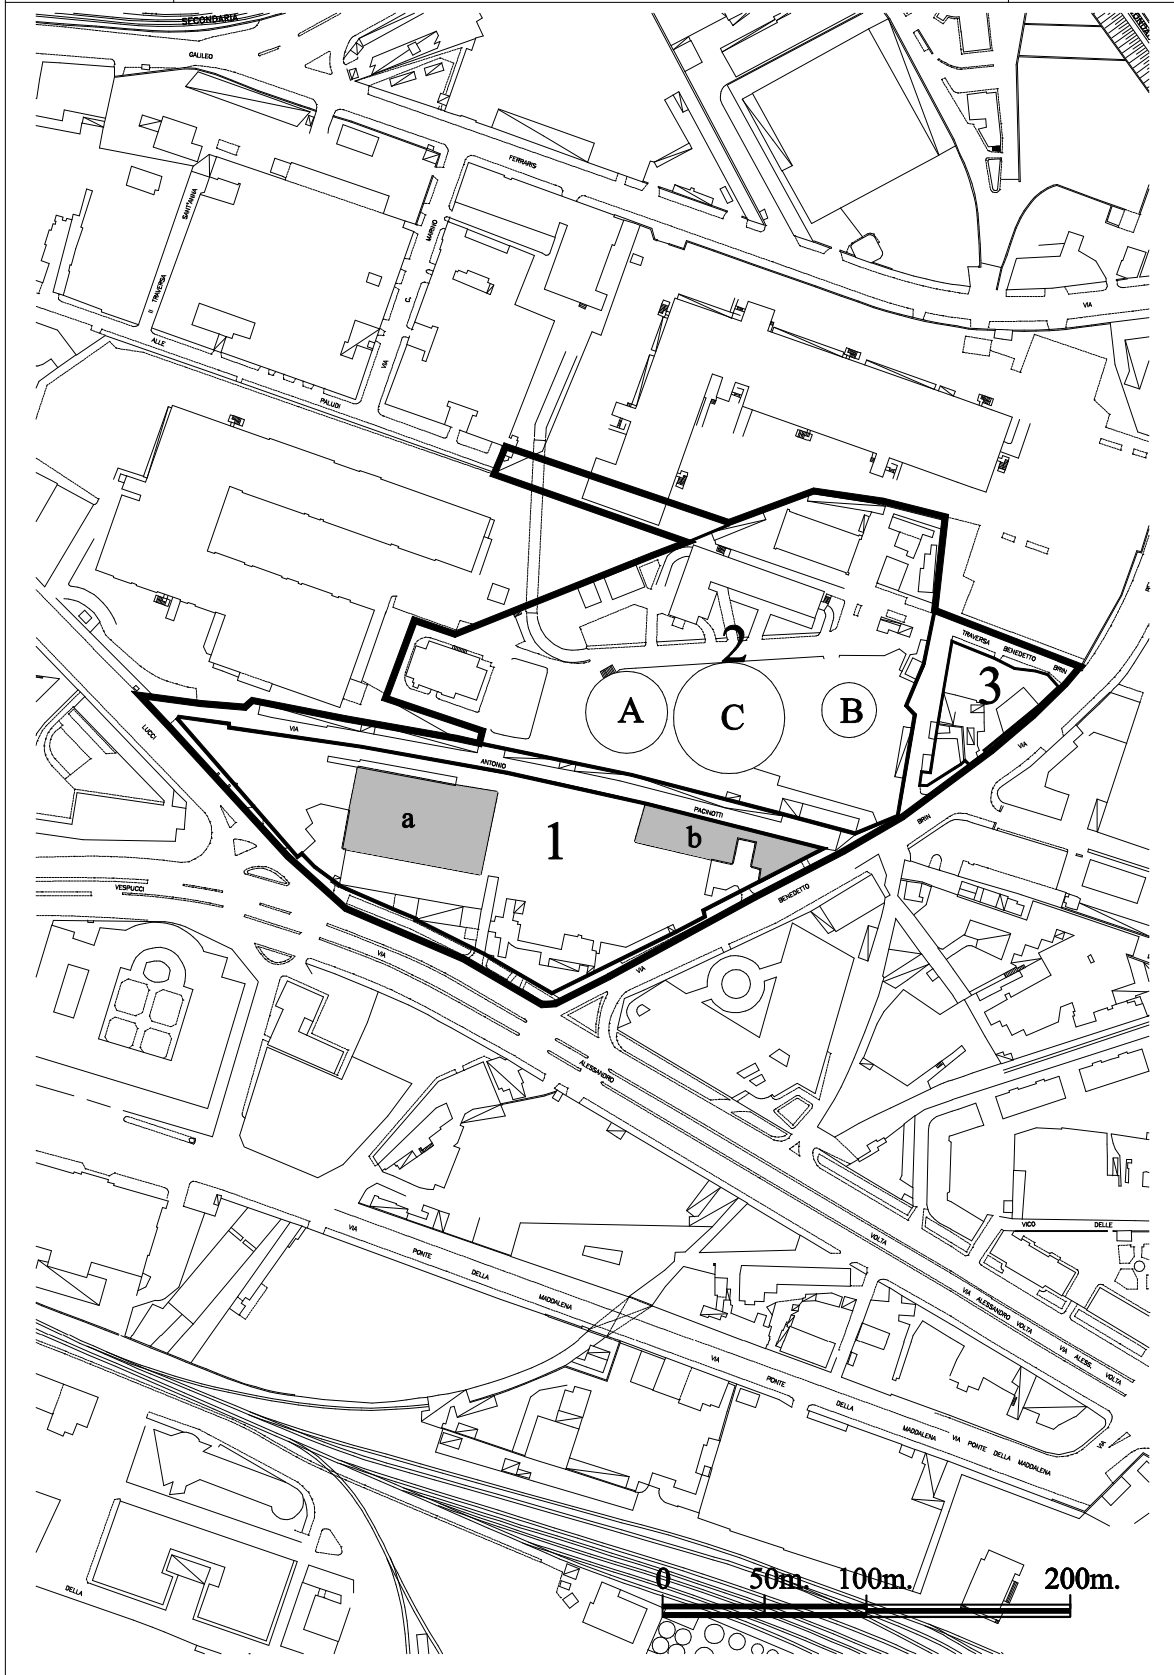 SECONDARIA
GALILEO
FERRARIS
TRAVERSA SANT'ANNA
VIA C. MARINO
VIA
ALLE
PALUDI
2
TRAVERSA
BENEDETTO
BRIN
3
A
C
B
LUCCI
VIA
ANTONIO
PACINOTTI
VIA
a
1
b
BRIN
VESPUCCI
BENEDETTO
VIA
VIA
ALESSANDRO
VOLTA
VICO DELLE
VIA
PONTE
DELLA
MADDALENA
VIA ALESSANDRO VOLTA
VIA ALESS. VOLTA
VIA
PONTE
DELLA
MADDALENA VIA PONTE DELLA MADDALENA
VIA
DELLA
0 50m. 100m. 200m.